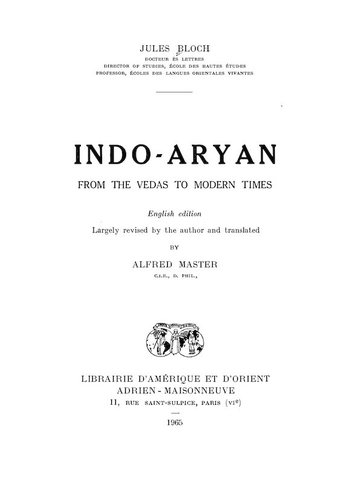 JULES BLOCH
DOCTEUR ÈS LETTRES
DIRECTOR OF STUDIES, ÉCOLE DES HAUTES ÉTUDES
PROFESSOR, ÉCOLES DES LANGUES ORIENTALES VIVANTES
INDO-ARYAN
FROM THE VEDAS TO MODERN TIMES
English edition
Largely revised by the author and translated
BY
ALFRED MASTER
C.I.E., D. PHIL.,
LIBRAIRIE D'AMÉRIQUE ET D'ORIENT
ADRIEN-MAISONNEUVE
11, RUE SAINT-SULPICE, PARIS (VIe)
1965